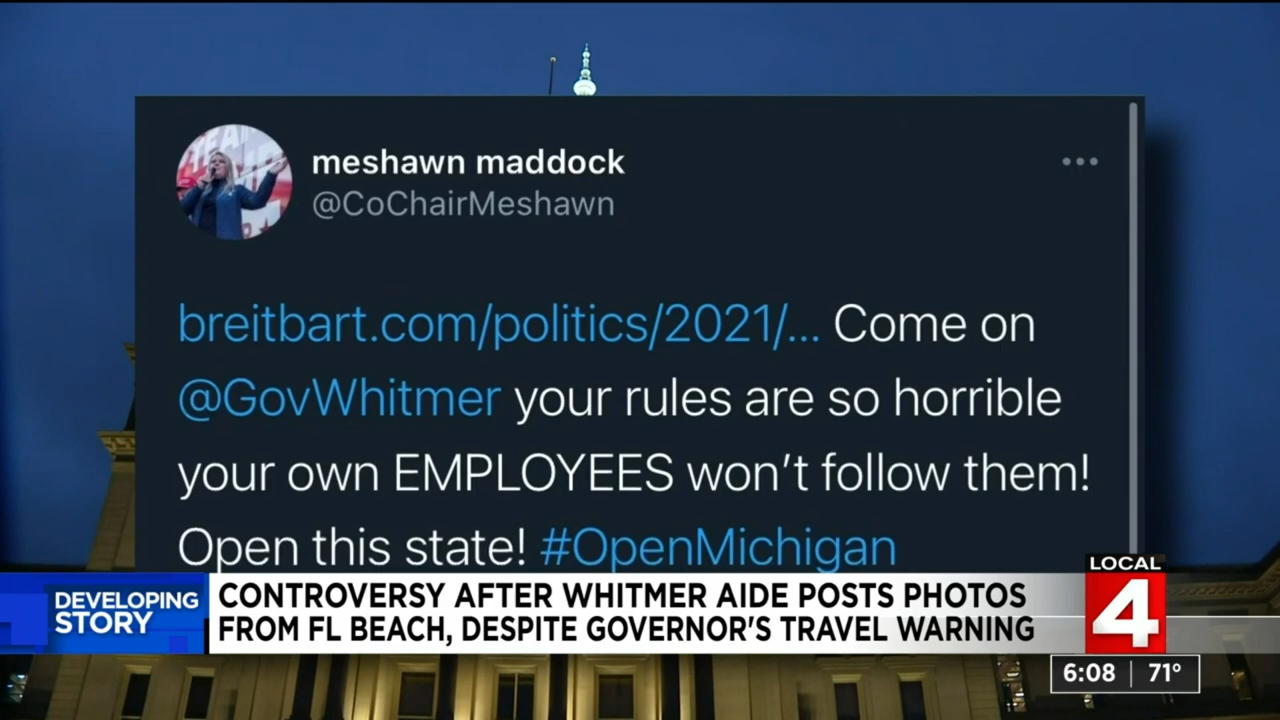 meshawn maddock
@CoChairMeshawn
breitbart.com/politics/2021/... Come on
@GovWhitmer your rules are so horrible
your own EMPLOYEES won't follow them!
Open this state! #OpenMichigan
DEVELOPING
STORY
CONTROVERSY AFTER WHITMER AIDE POSTS PHOTOS
FROM FL BEACH, DESPITE GOVERNOR'S TRAVEL WARNING
LOCAL
4
6:08 | 71°